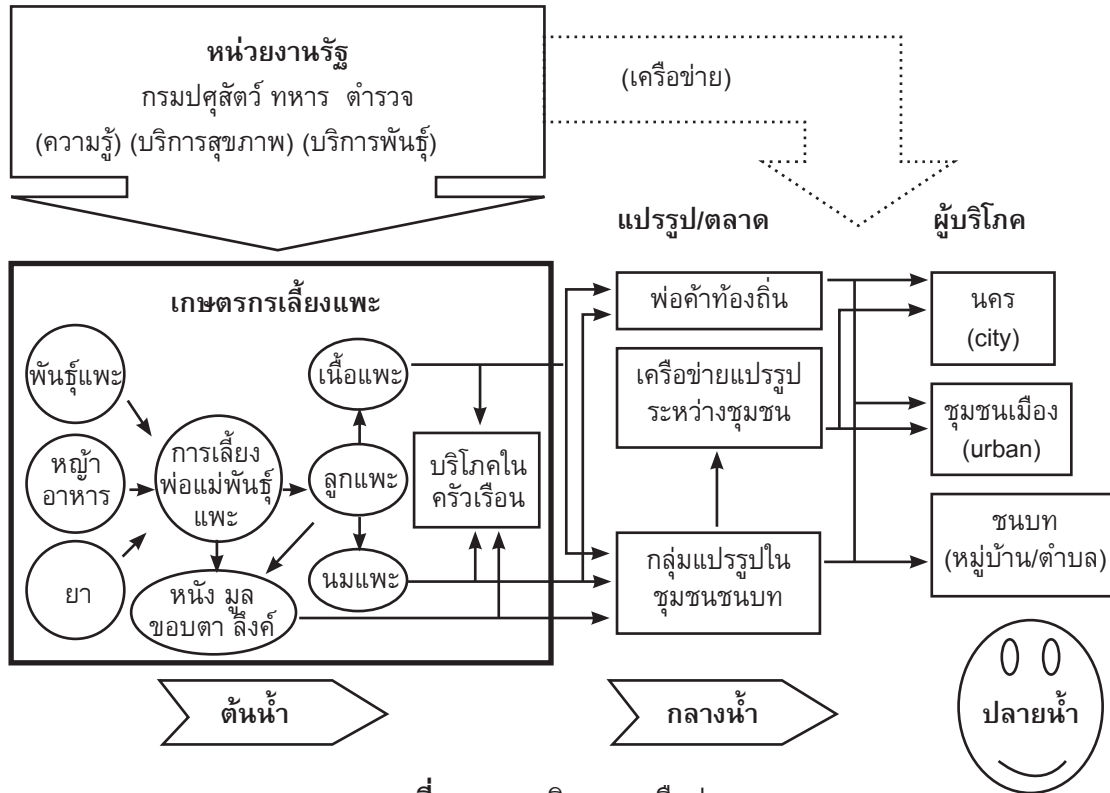 หน่วยงานรัฐ
กรมปศุสัตว์ ทหาร ตำรวจ
(ความรู้) (บริการสุขภาพ) (บริการพันธุ์)
(เครือข่าย)
แปรรูป/ตลาด
ผู้บริโภค
เกษตรกรเลี้ยงแพะ
พันธุ์แพะ
หญ้า
อาหาร
ยา
การเลี้ยง
พ่อแม่พันธุ์
แพะ
เนื้อแพะ
ลูกแพะ
นมแพะ
หนัง มูล
ขอบตา ลึงค์
บริโภคใน
ครัวเรือน
พ่อค้าท้องถิ่น
เครือข่ายแปรรูป
ระหว่างชุมชน
กลุ่มแปรรูปใน
ชุมชนชนบท
นคร
(city)
ชุมชนเมือง
(urban)
ชนบท
(หมู่บ้าน/ตำบล)
ต้นน้ำ
กลางน้ำ
ปลายน้ำ